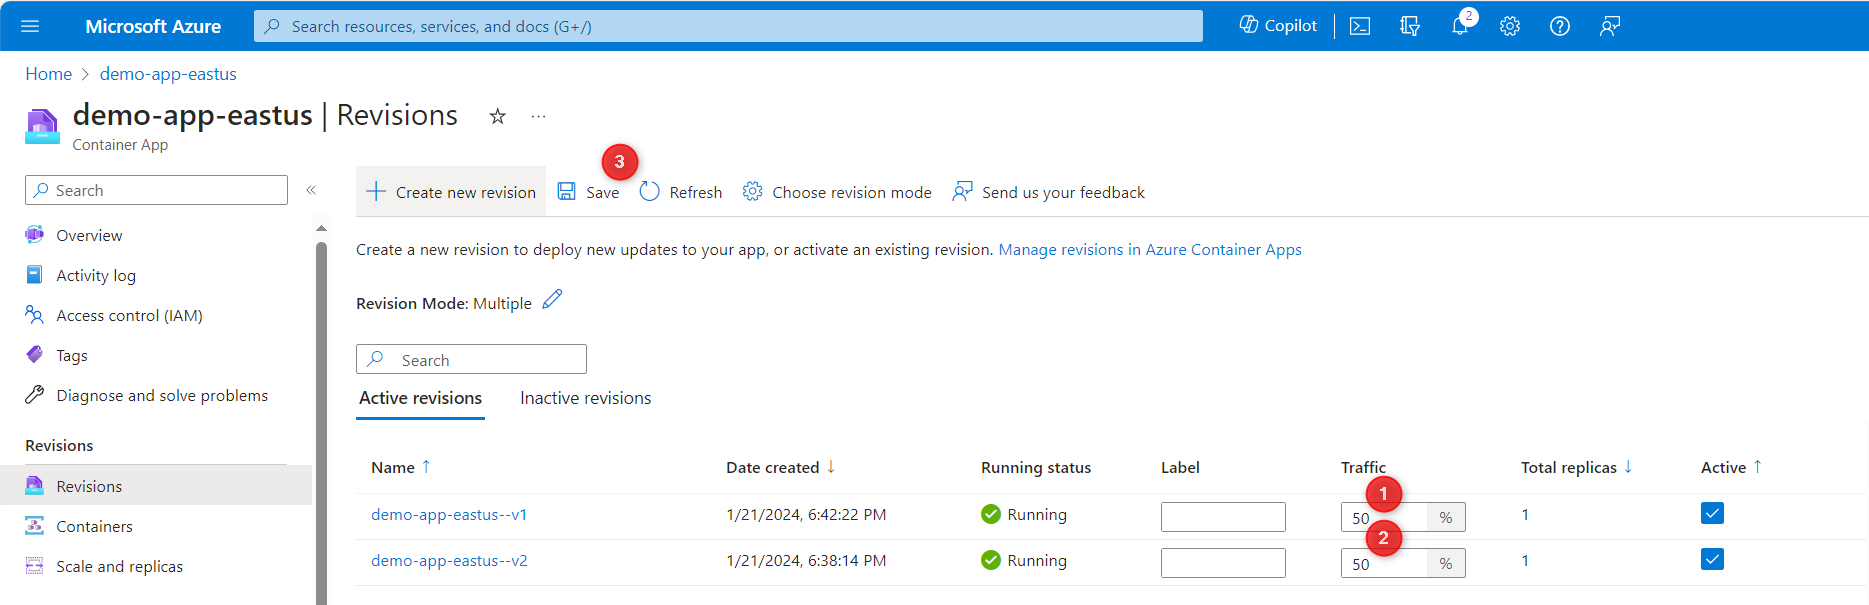 Microsoft Azure
Search resources, services, and docs (G+/)
Copilot
2
Home > demo-app-eastus
demo-app-eastus | Revisions
...
Container App
Search
«
Overview
Activity log
Access control (IAM)
Tags
Diagnose and solve problems
Revisions
Revisions
Containers
Scale and replicas
3
Create new revision Save Refresh Choose revision mode Send us your feedback
Create a new revision to deploy new updates to your app, or activate an existing revision. Manage revisions in Azure Container Apps
Revision Mode: Multiple
Search
Active revisions Inactive revisions
Name ↑ Date created ↓ Running status Label Traffic Total replicas ↓ Active ↑
1
demo-app-eastus--v1 1/21/2024, 6:42:22 PM Running 50 % 1
2
demo-app-eastus--v2 1/21/2024, 6:38:14 PM Running 50 % 1